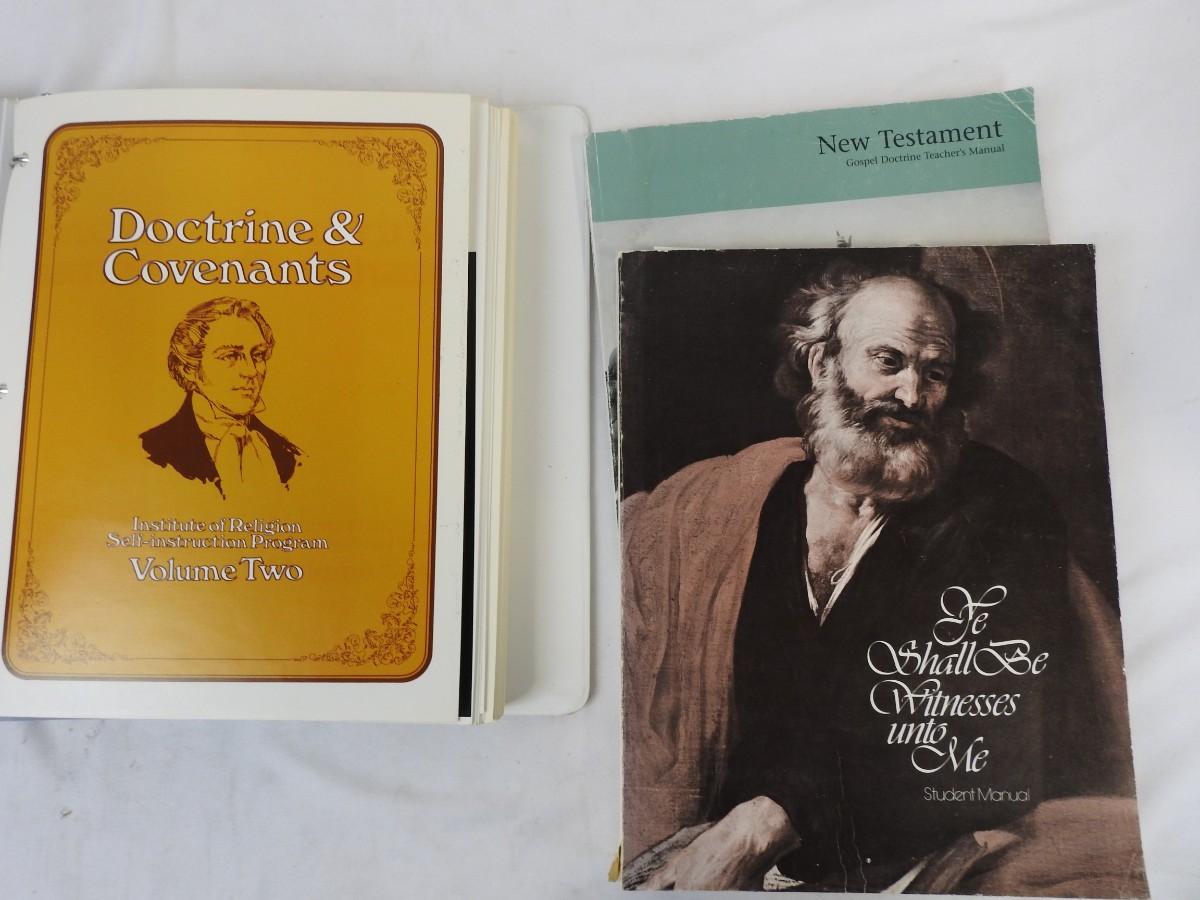 Doctrine &
Covenants
Institute of Religion
Self-instruction Program
Volume Two
New Testament
Gospel Doctrine Teacher's Manual
Ye
Shall Be
Witnesses
unto
Me
Student Manual